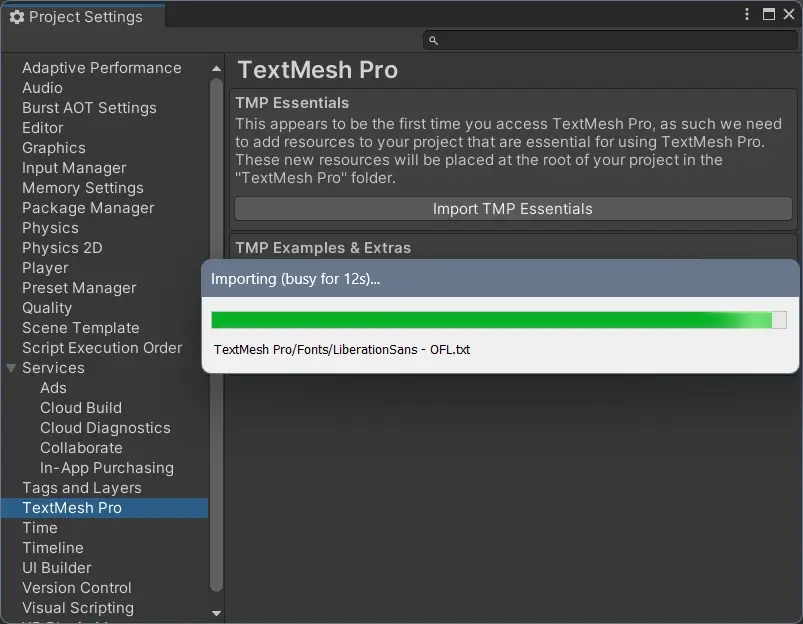 Project Settings
Adaptive Performance
Audio
Burst AOT Settings
Editor
Graphics
Input Manager
Memory Settings
Package Manager
Physics
Physics 2D
Player
Preset Manager
Quality
Scene Template
Script Execution Order
Services
Ads
Cloud Build
Cloud Diagnostics
Collaborate
In-App Purchasing
Tags and Layers
TextMesh Pro
Time
Timeline
UI Builder
Version Control
Visual Scripting
TextMesh Pro
TMP Essentials
This appears to be the first time you access TextMesh Pro, as such we need
to add resources to your project that are essential for using TextMesh Pro.
These new resources will be placed at the root of your project in the
"TextMesh Pro" folder.
Import TMP Essentials
TMP Examples & Extras
Importing (busy for 12s)...
TextMesh Pro/Fonts/LiberationSans - OFL.txt